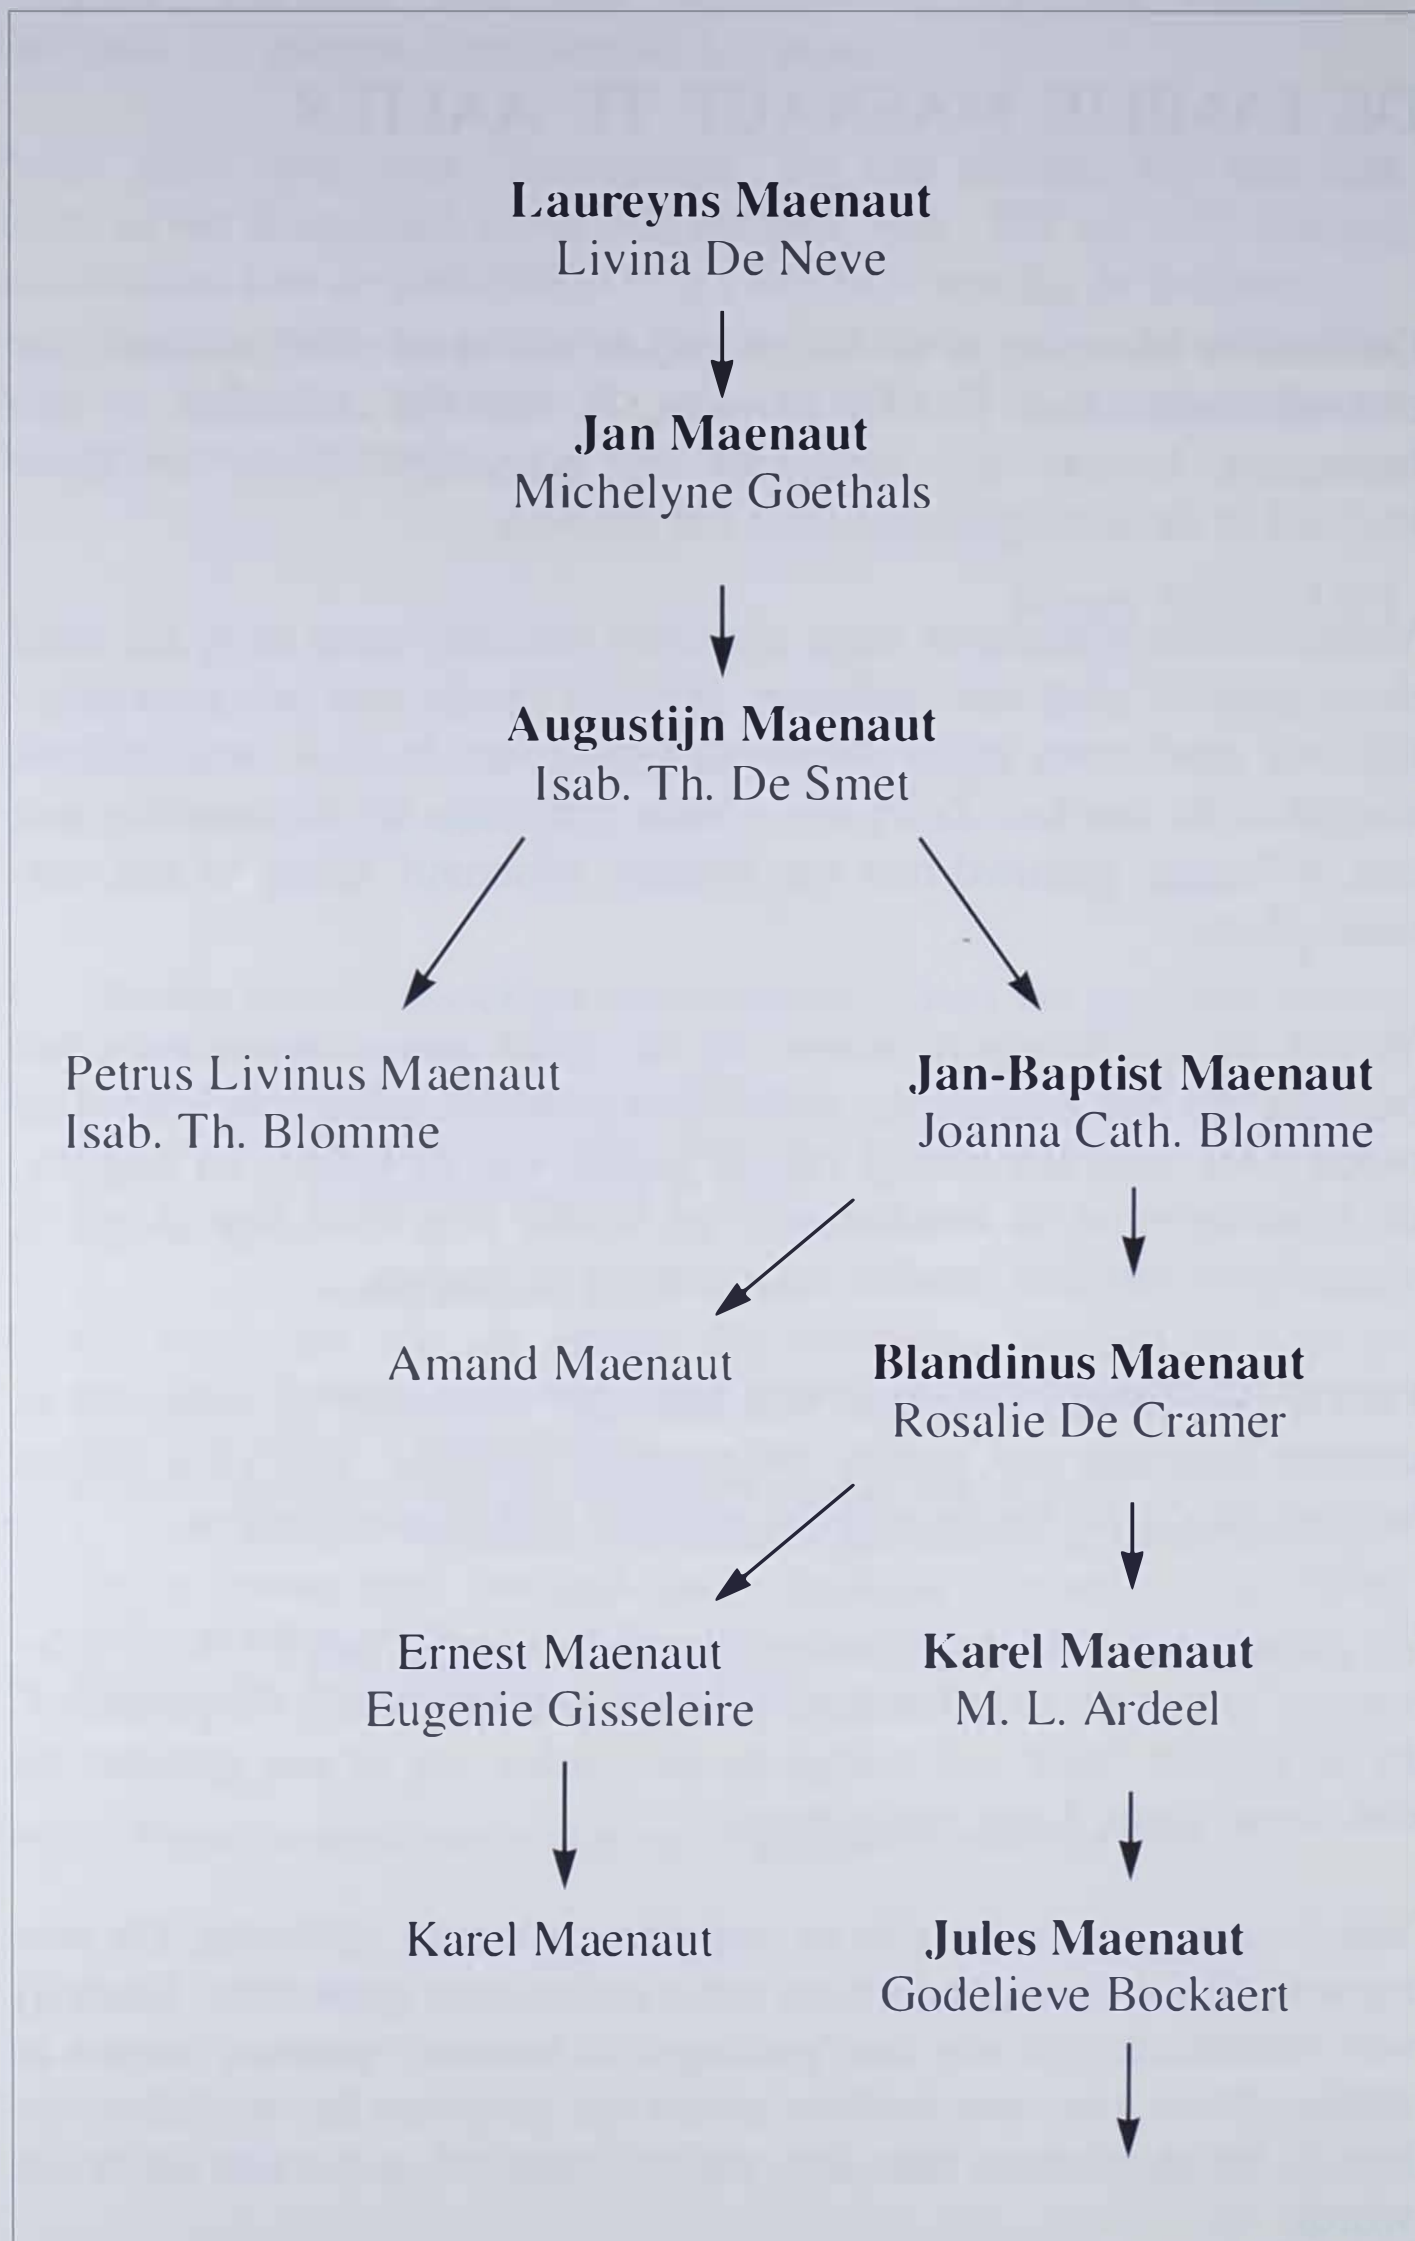 Laureyns Maenaut
Livina De Neve
Jan Maenaut
Michelyne Goethals
Augustijn Maenaut
Isab. Th. De Smet
Petrus Livinus Maenaut
Isab. Th. Blomme
Jan-Baptist Maenaut
Joanna Cath. Blomme
Amand Maenaut
Blandinus Maenaut
Rosalie De Cramer
Ernest Maenaut
Eugenie Gisseleire
Karel Maenaut
M. L. Ardeel
Karel Maenaut
Jules Maenaut
Godelieve Bockaert